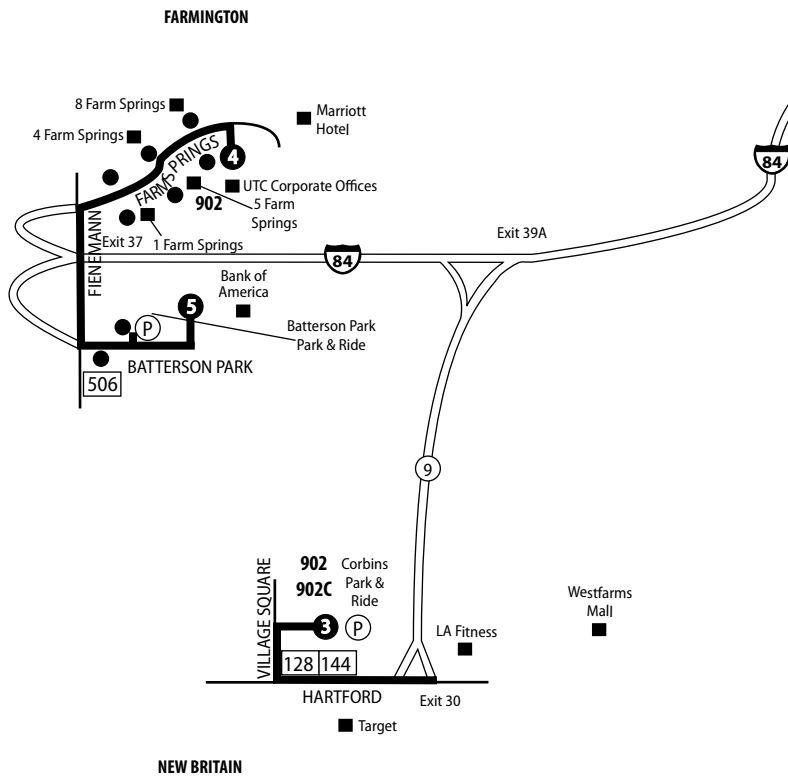 FARMINGTON
8 Farm Springs
Marriott
Hotel
4 Farm Springs
FARM SPRINGS
4
84
UTC Corporate Offices
5 Farm
Springs
902
1 Farm Springs
FIENEMANN
Exit 37
Exit 39A
84
Bank of
America
5
P
Batterson Park
Park & Ride
BATTERSON PARK
506
9
902
902C
Corbins
Park &
Ride
VILLAGE SQUARE
3
P
Westfarms
Mall
LA Fitness
128
144
HARTFORD
Exit 30
Target
NEW BRITAIN